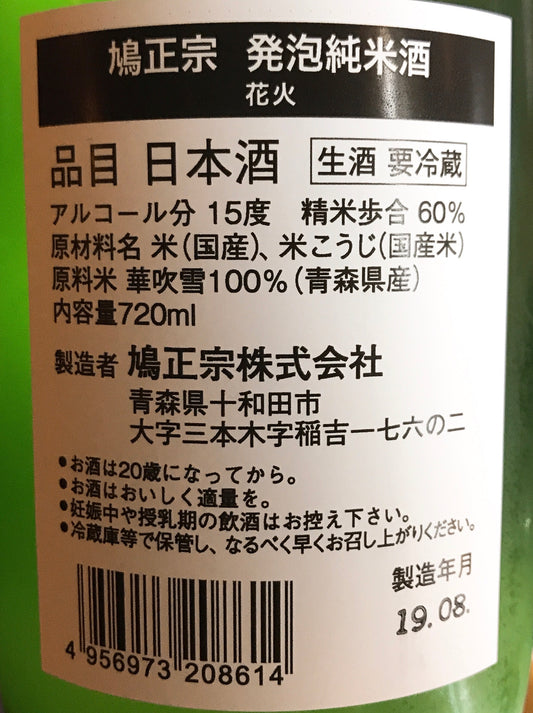 鳩正宗 発泡純米酒
花火
品目 日本酒 生酒 要冷蔵
アルコール分 15度 精米歩合 60%
原材料名 米(国産)、米こうじ(国産米)
原料米 華吹雪100%(青森県産)
内容量720ml
製造者 鳩正宗株式会社
青森県十和田市
大字三本木字稲吉一七六の二
●お酒は20歳になってから。
●お酒はおいしく適量を。
●妊娠中や授乳期の飲酒はお控え下さい。
●冷蔵庫等で保管し、なるべく早くお召し上がりください。
製造年月
19.08.
4 956973 208614